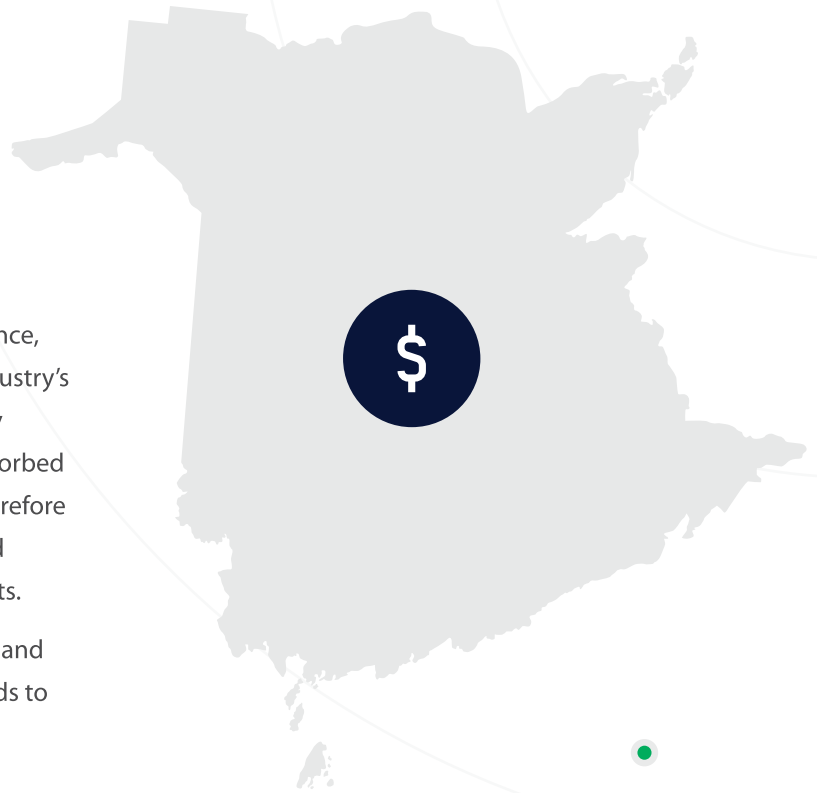 nce,
ustry’s
y
orbed
refore
d
ts.
and
ds to
$